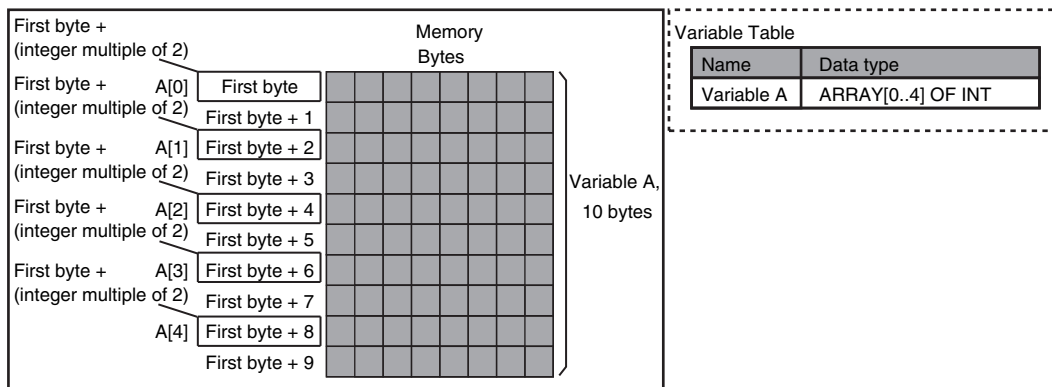 First byte +
(integer multiple of 2)
Memory
Bytes
A[0] First byte
First byte + 1
First byte +
(integer multiple of 2)
A[1] First byte + 2
First byte + 3
First byte +
(integer multiple of 2)
A[2] First byte + 4
First byte + 5
First byte +
(integer multiple of 2)
A[3] First byte + 6
First byte + 7
First byte +
(integer multiple of 2)
A[4] First byte + 8
First byte + 9
Variable A,
10 bytes
Variable Table
Name Data type
Variable A ARRAY[0..4] OF INT